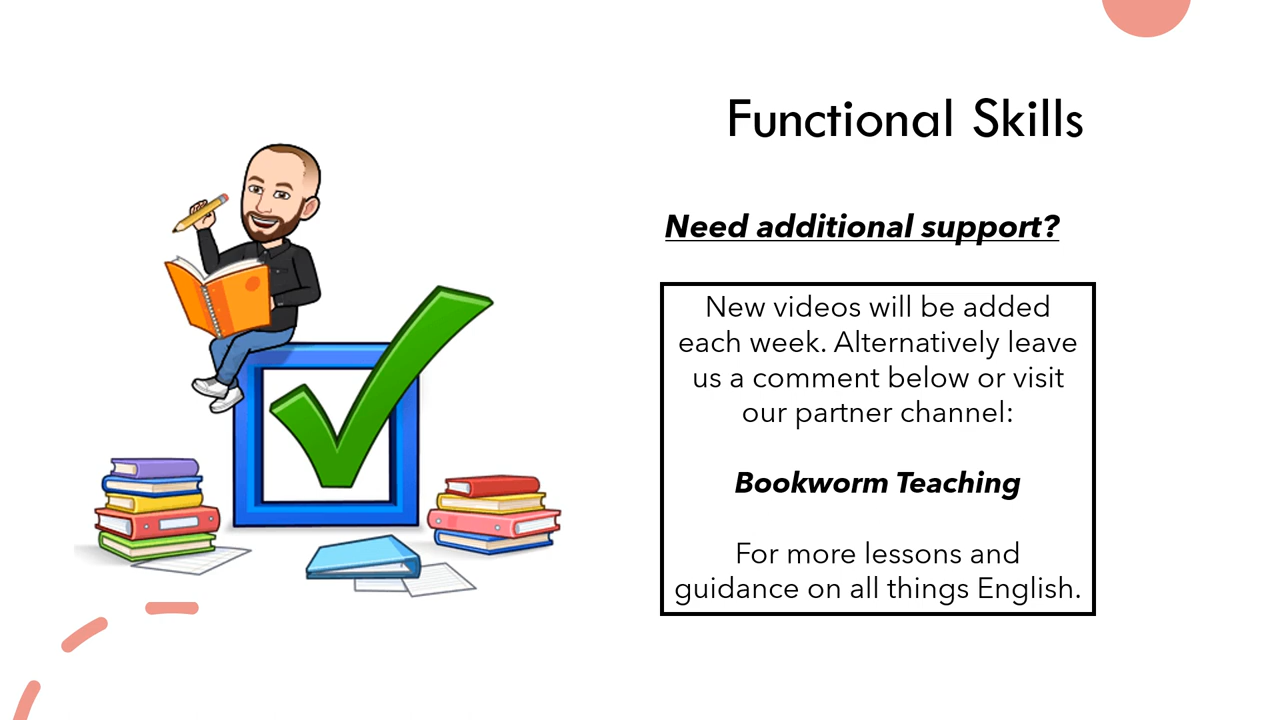 Functional Skills
Need additional support?
New videos will be added
each week. Alternatively leave
us a comment below or visit
our partner channel:
Bookworm Teaching
For more lessons and
guidance on all things English.